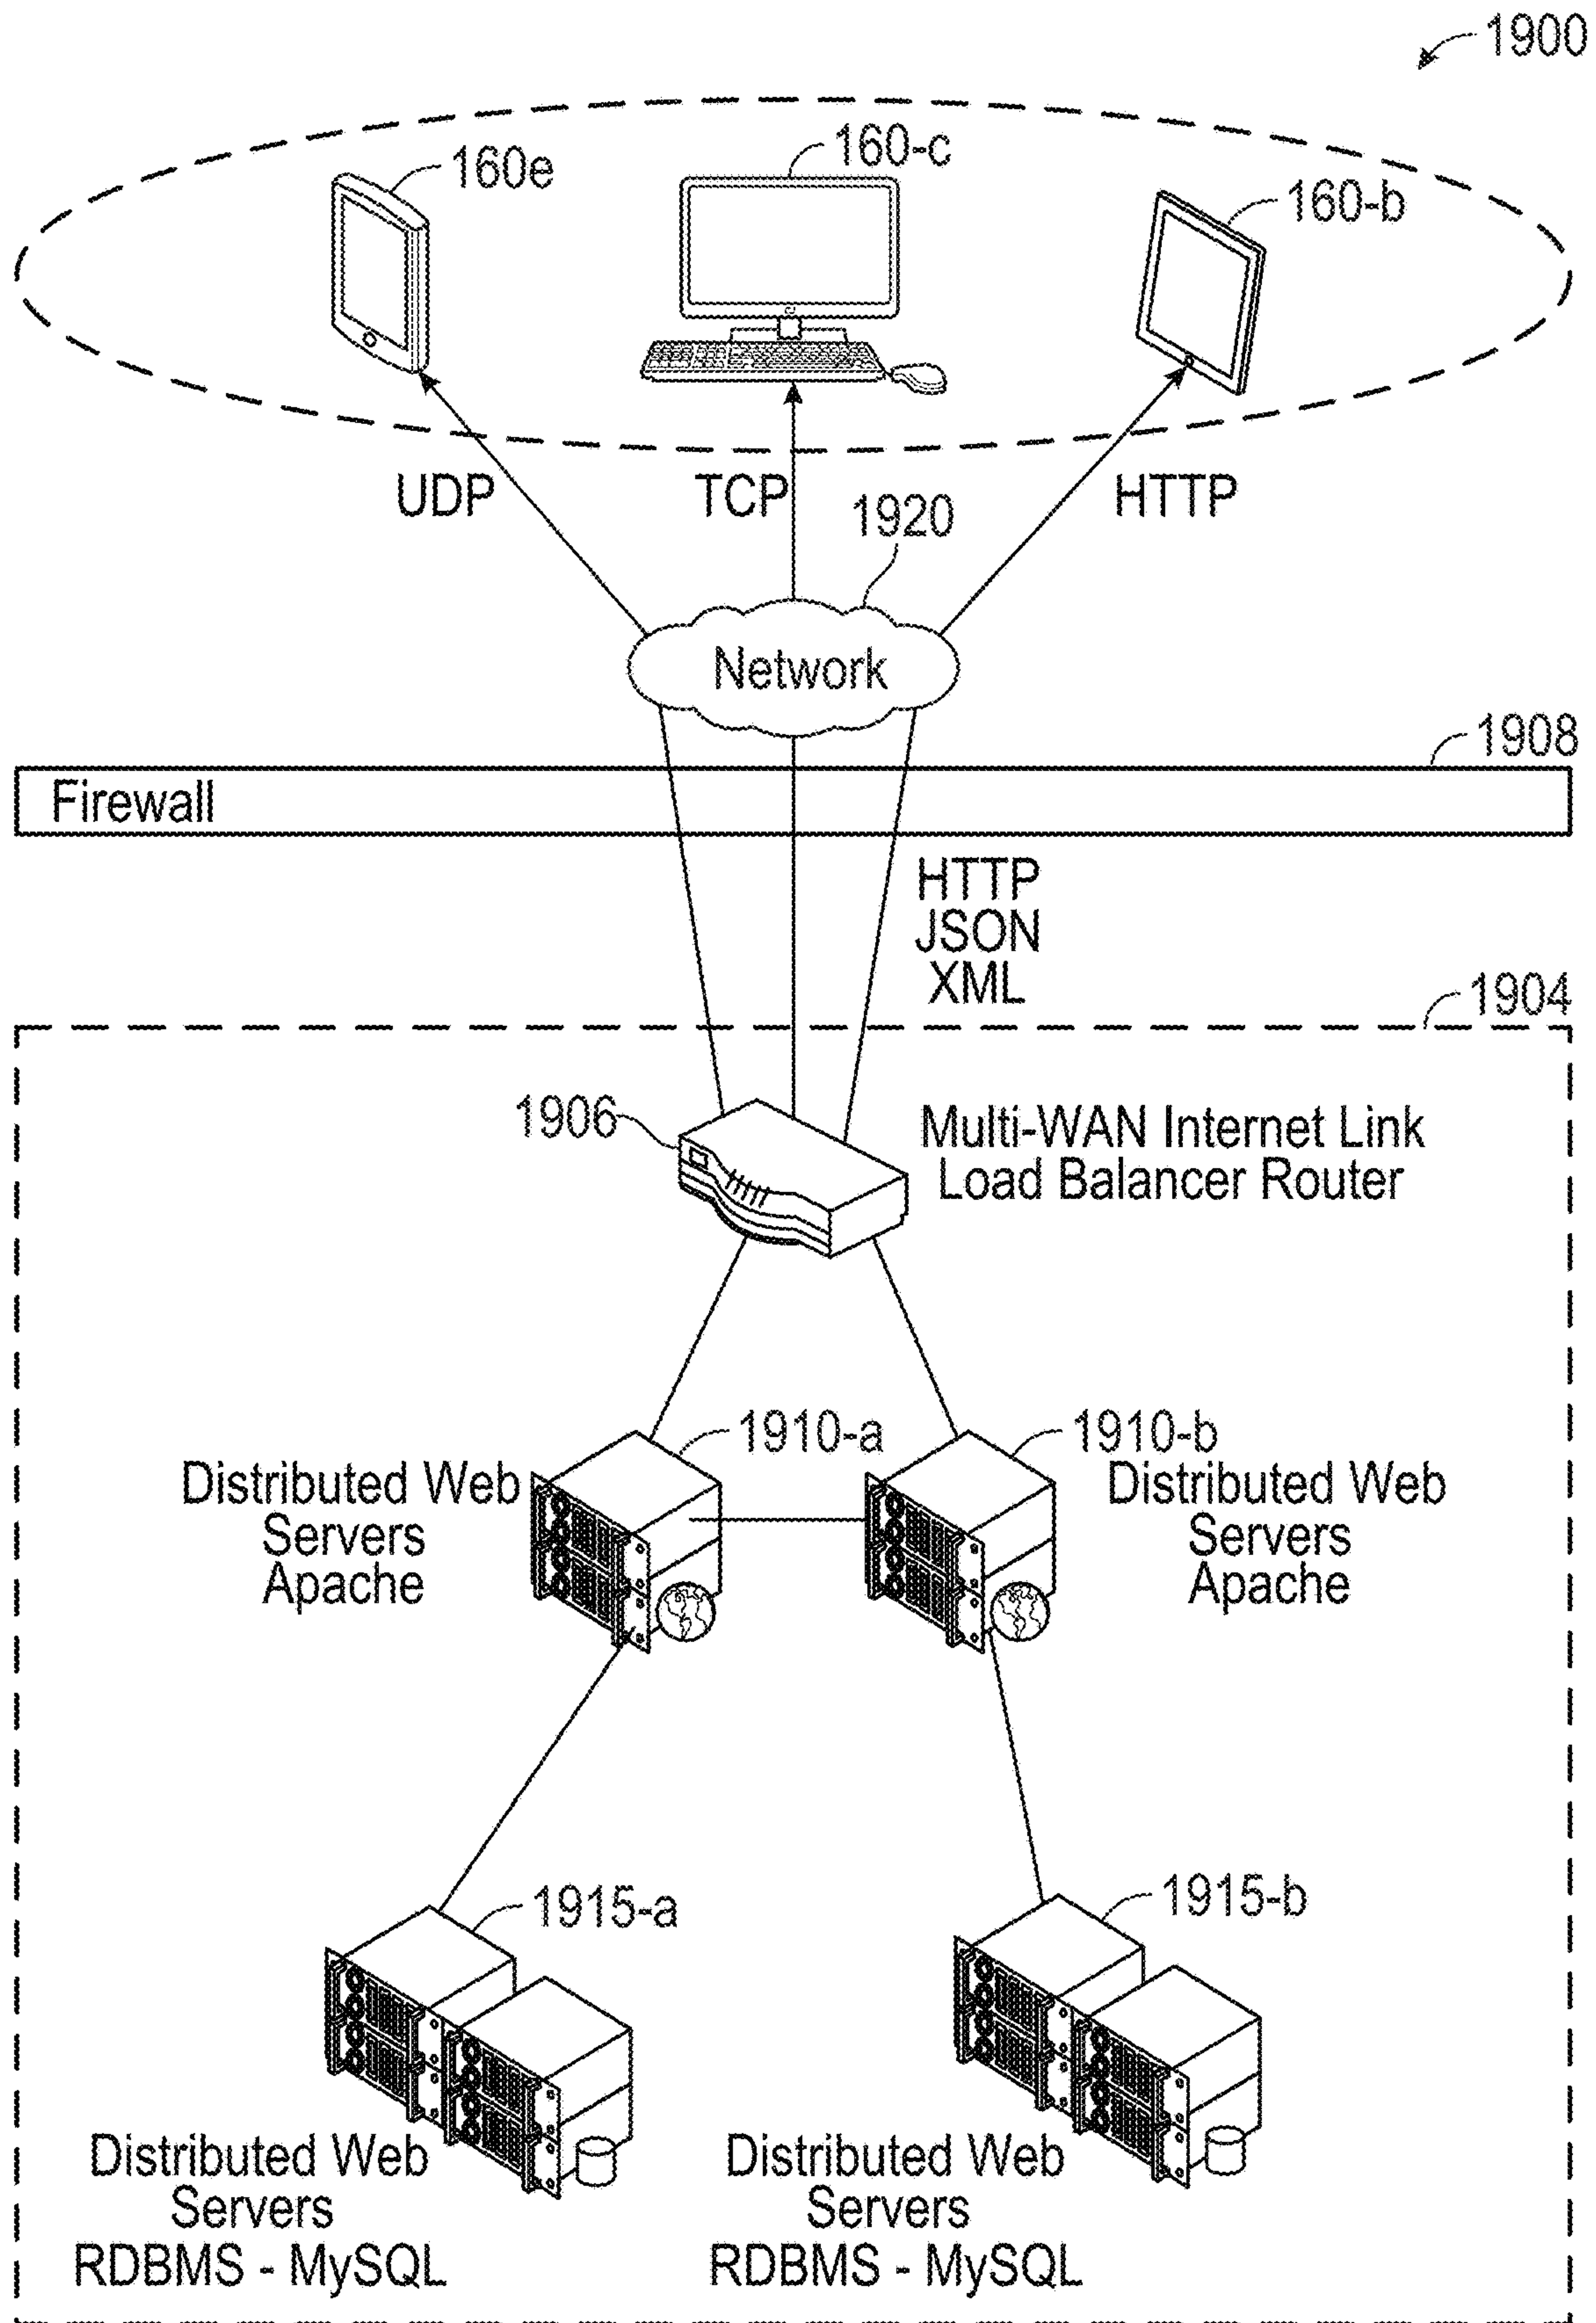 1900
160e
160-c
160-b
UDP
TCP
HTTP
1920
Network
1908
Firewall
HTTP
JSON
XML
1904
1906
Multi-WAN Internet Link
Load Balancer Router
1910-a
1910-b
Distributed Web
Servers
Apache
Distributed Web
Servers
Apache
1915-a
1915-b
Distributed Web
Servers
RDBMS - MySQL
Distributed Web
Servers
RDBMS - MySQL